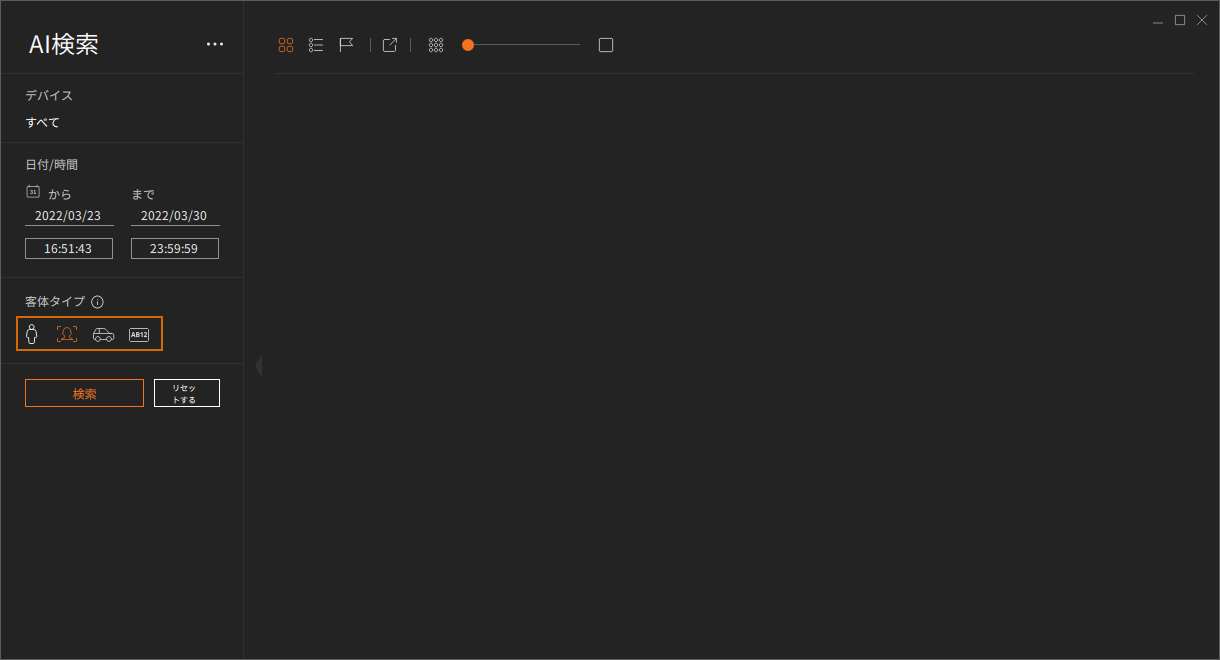 AI検索
デバイス
すべて
日付/時間
31 から まで
2022/03/23 2022/03/30
16:51:43 23:59:59
客体タイプ
AB12
検索
リセッ
トする